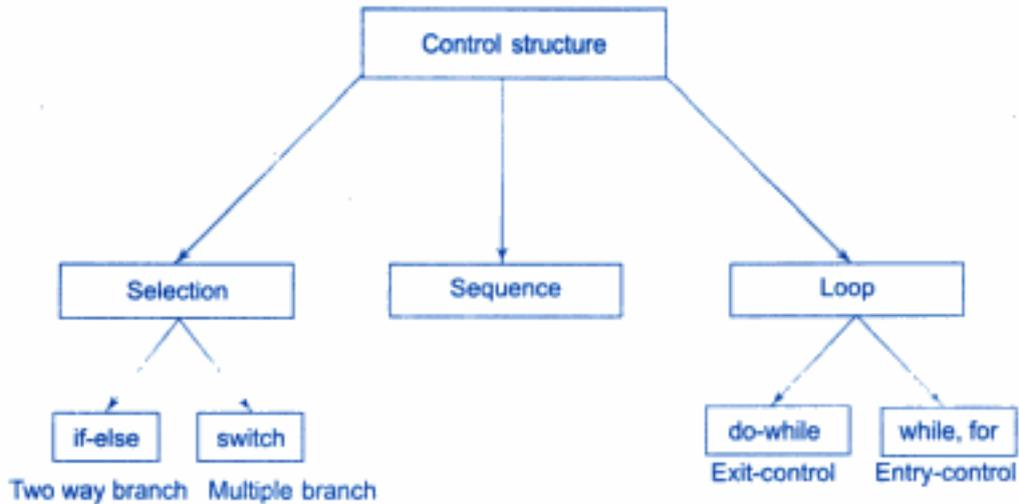 Control structure
Selection
Sequence
Loop
if-else
switch
do-while
while, for
Two way branch
Multiple branch
Exit-control
Entry-control